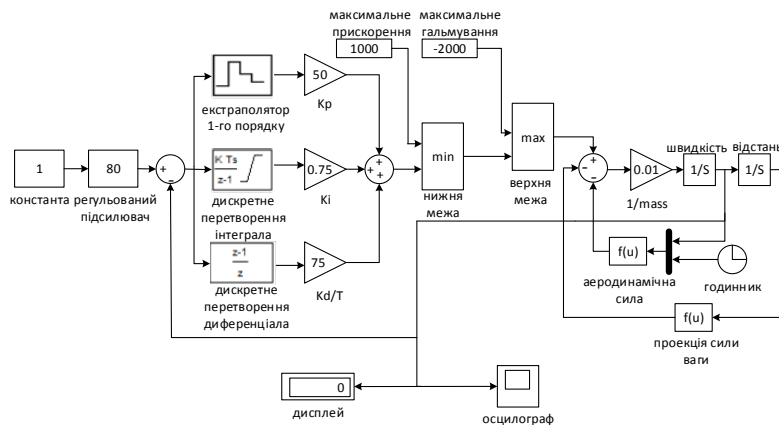 максимальне
прискорення
1000
максимальне
гальмування
-2000
50
Kp
екстраполятор
1-го порядку
1
константа
80
регульований
підсилювач
+
−
K Ts
z-1
0.75
Ki
дискретне
перетворення
інтеграла
z-1
z
75
Kd/T
дискретне
перетворення
диференціала
+
+
+
min
нижня
межа
max
верхня
межа
−
+
−
0.01
1/mass
швидкість
1/S
відстань
1/S
f(u)
аеродинамічна
сила
годинник
f(u)
проекція сили
ваги
0
дисплей
осцилограф